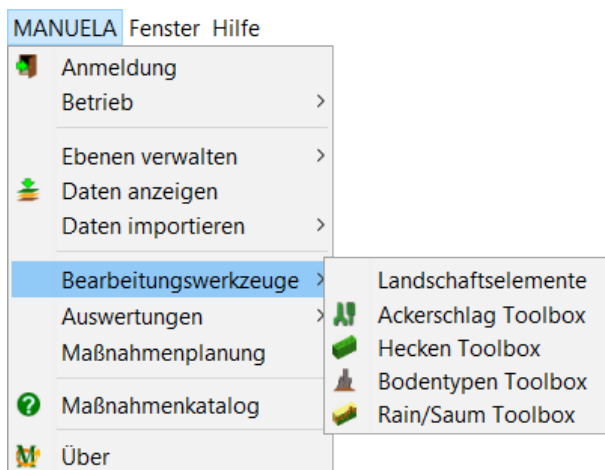 MANUELA Fenster Hilfe
Anmeldung
Betrieb
Ebenen verwalten
Daten anzeigen
Daten importieren
Bearbeitungswerkzeuge
Auswertungen
Maßnahmenplanung
Maßnahmenkatalog
Über
Landschaftselemente
Ackerschlag Toolbox
Hecken Toolbox
Bodentypen Toolbox
Rain/Saum Toolbox